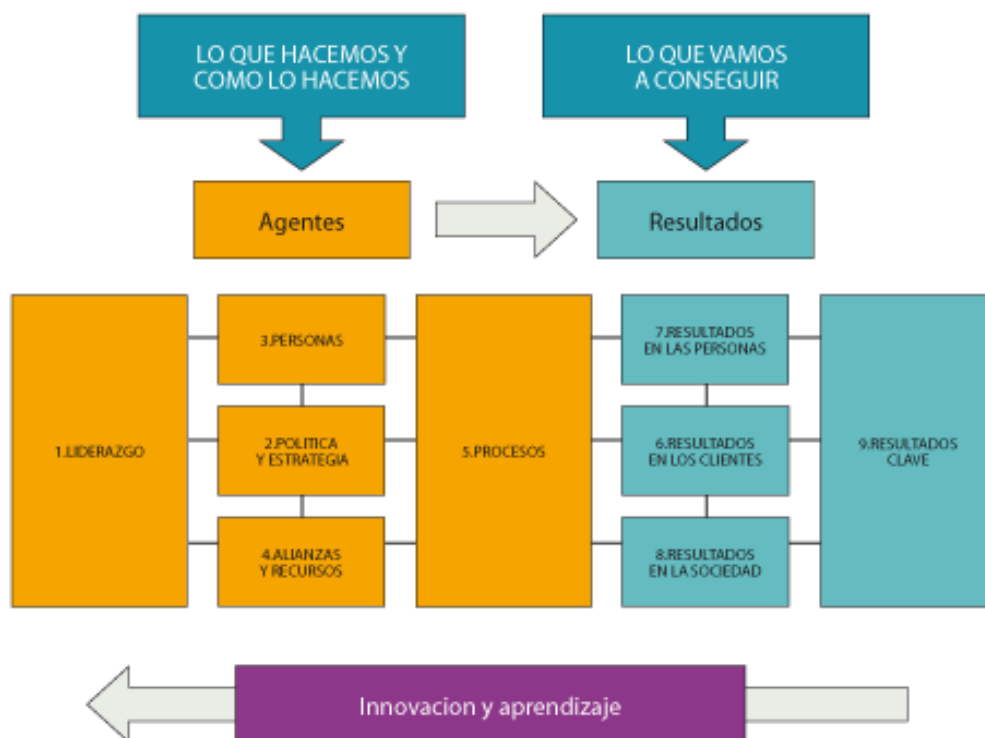 LO QUE HACEMOS Y
COMO LO HACEMOS
LO QUE VAMOS
A CONSEGUIR
Agentes
Resultados
1.LIDERAZGO
3.PERSONAS
2.POLITICA
Y ESTRATEGIA
4.ALIANZAS
Y RECURSOS
5.PROCESOS
7.RESULTADOS
EN LAS PERSONAS
6.RESULTADOS
EN LOS CLIENTES
8.RESULTADOS
EN LA SOCIEDAD
9.RESULTADOS
CLAVE
Innovacion y aprendizaje